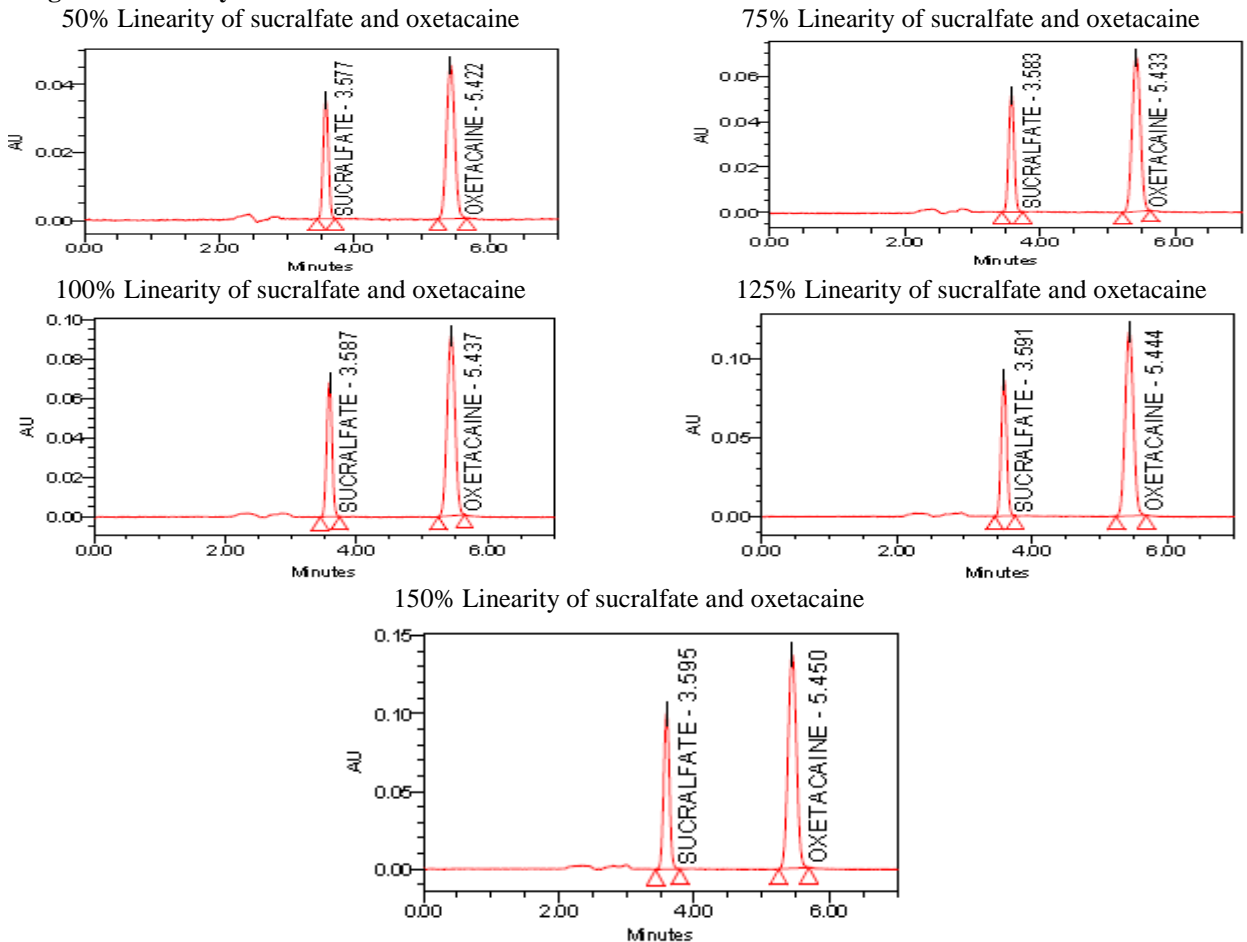 50% Linearity of sucralfate and oxetacaine
AU
0.04
0.02
0.00
SUCRALFATE - 3.577
OXETACAINE - 5.422
0.00 2.00 4.00 6.00
Minutes
75% Linearity of sucralfate and oxetacaine
AU
0.06
0.04
0.02
0.00
SUCRALFATE - 3.583
OXETACAINE - 5.433
0.00 2.00 4.00 6.00
Minutes
100% Linearity of sucralfate and oxetacaine
AU
0.10
0.08
0.06
0.04
0.02
0.00
SUCRALFATE - 3.587
OXETACAINE - 5.437
0.00 2.00 4.00 6.00
Minutes
125% Linearity of sucralfate and oxetacaine
AU
0.10
0.05
0.00
SUCRALFATE - 3.591
OXETACAINE - 5.444
0.00 2.00 4.00 6.00
Minutes
150% Linearity of sucralfate and oxetacaine
AU
0.15
0.10
0.05
0.00
SUCRALFATE - 3.595
OXETACAINE - 5.450
0.00 2.00 4.00 6.00
Minutes